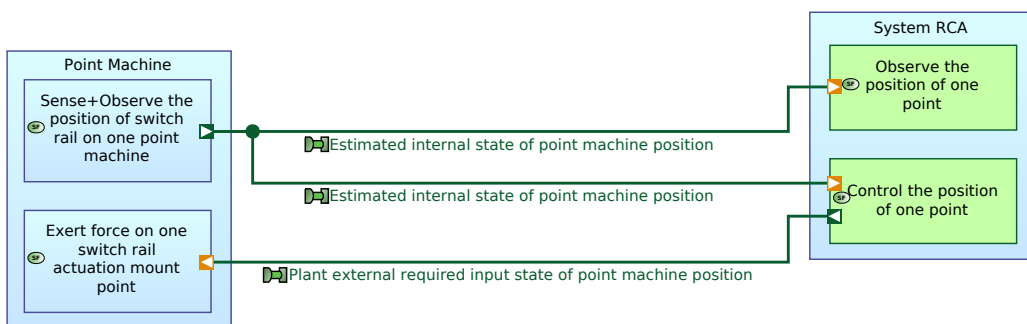 System RCA
Point Machine
Sense+Observe the
position of switch
rail on one point
machine
SF
Observe the
position of one
point
SF
Estimated internal state of point machine position
Estimated internal state of point machine position
Control the position
of one point
SF
Exert force on one
switch rail
actuation mount
point
SF
Plant external required input state of point machine position